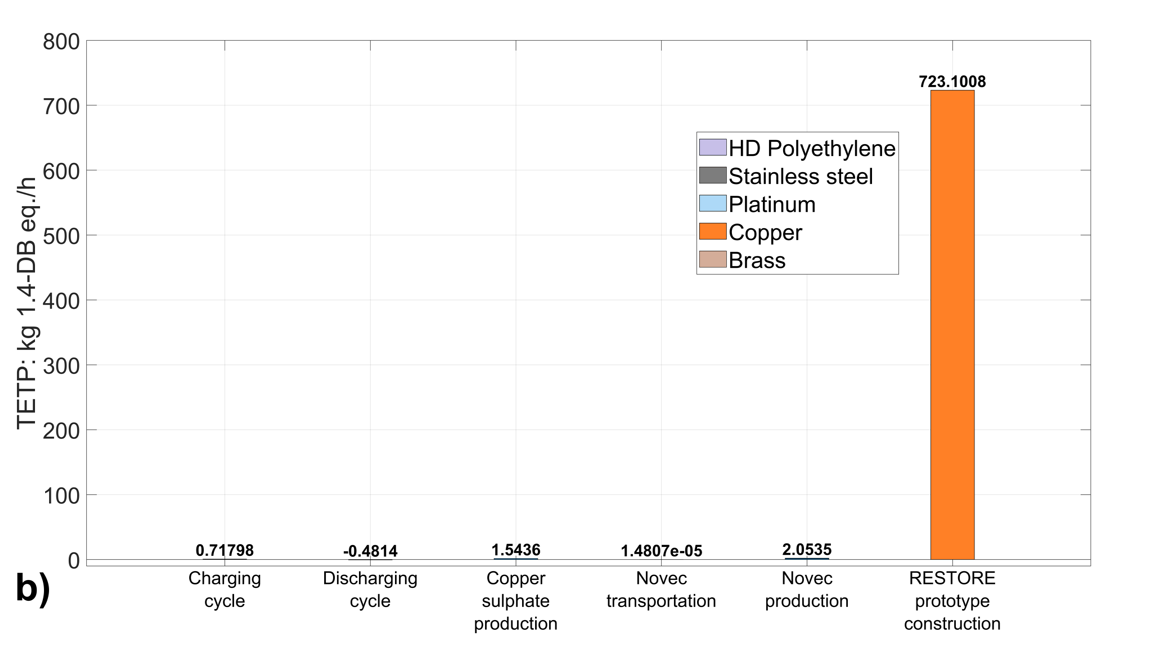 800
700
600
500
400
300
200
100
0
TETP: kg 1.4-DB eq./h
723.1008
HD Polyethylene
Stainless steel
Platinum
Copper
Brass
0.71798
-0.4814
1.5436
1.4807e-05
2.0535
Charging
cycle
Discharging
cycle
Copper
sulphate
production
Novec
transportation
Novec
production
RESTORE
prototype
construction
b)